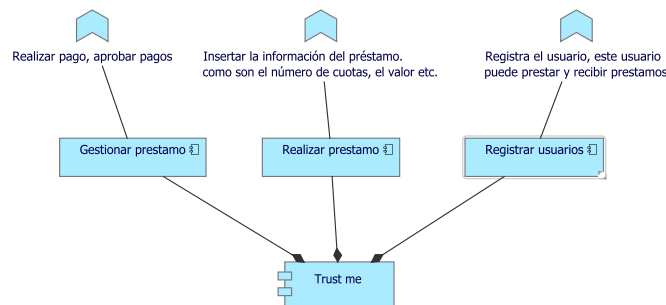 Realizar pago, aprobar pagos
Insertar la información del préstamo.
como son el número de cuotas, el valor etc.
Registra el usuario, este usuario
puede prestar y recibir prestamos
Gestionar prestamo
Realizar prestamo
Registrar usuarios
Trust me